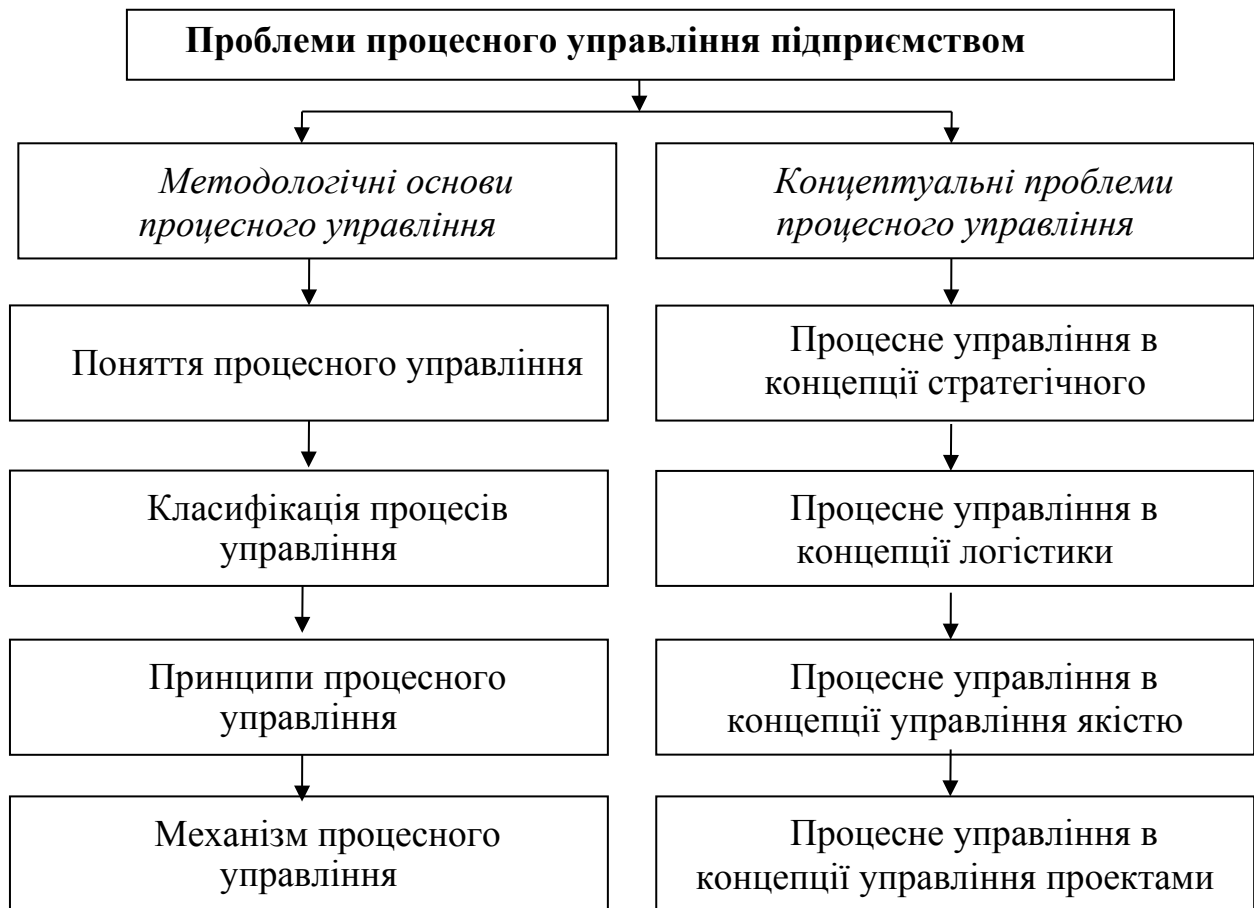 Проблеми процесного управління підприємством
Методологічні основи
процесного управління
Концептуальні проблеми
процесного управління
Поняття процесного управління
Процесне управління в
концепції стратегічного
Класифікація процесів
управління
Процесне управління в
концепції логістики
Принципи процесного
управління
Процесне управління в
концепції управління якістю
Механізм процесного
управління
Процесне управління в
концепції управління проектами